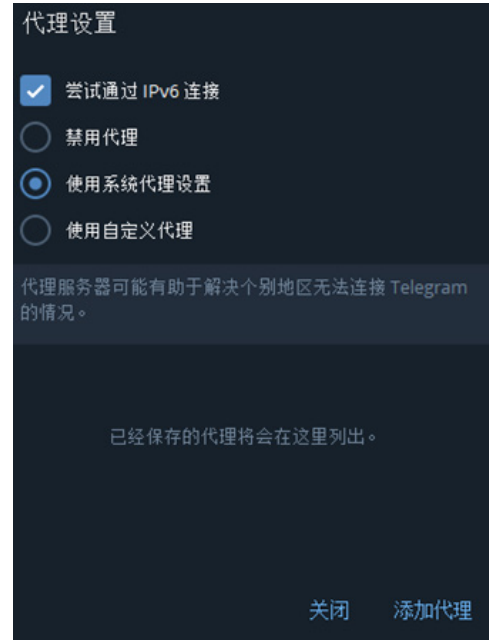 代理设置
尝试通过 IPv6 连接
禁用代理
使用系统代理设置
使用自定义代理
代理服务器可能有助于解决个别地区无法连接 Telegram
的情况。
已经保存的代理将会在这里列出。
关闭 添加代理